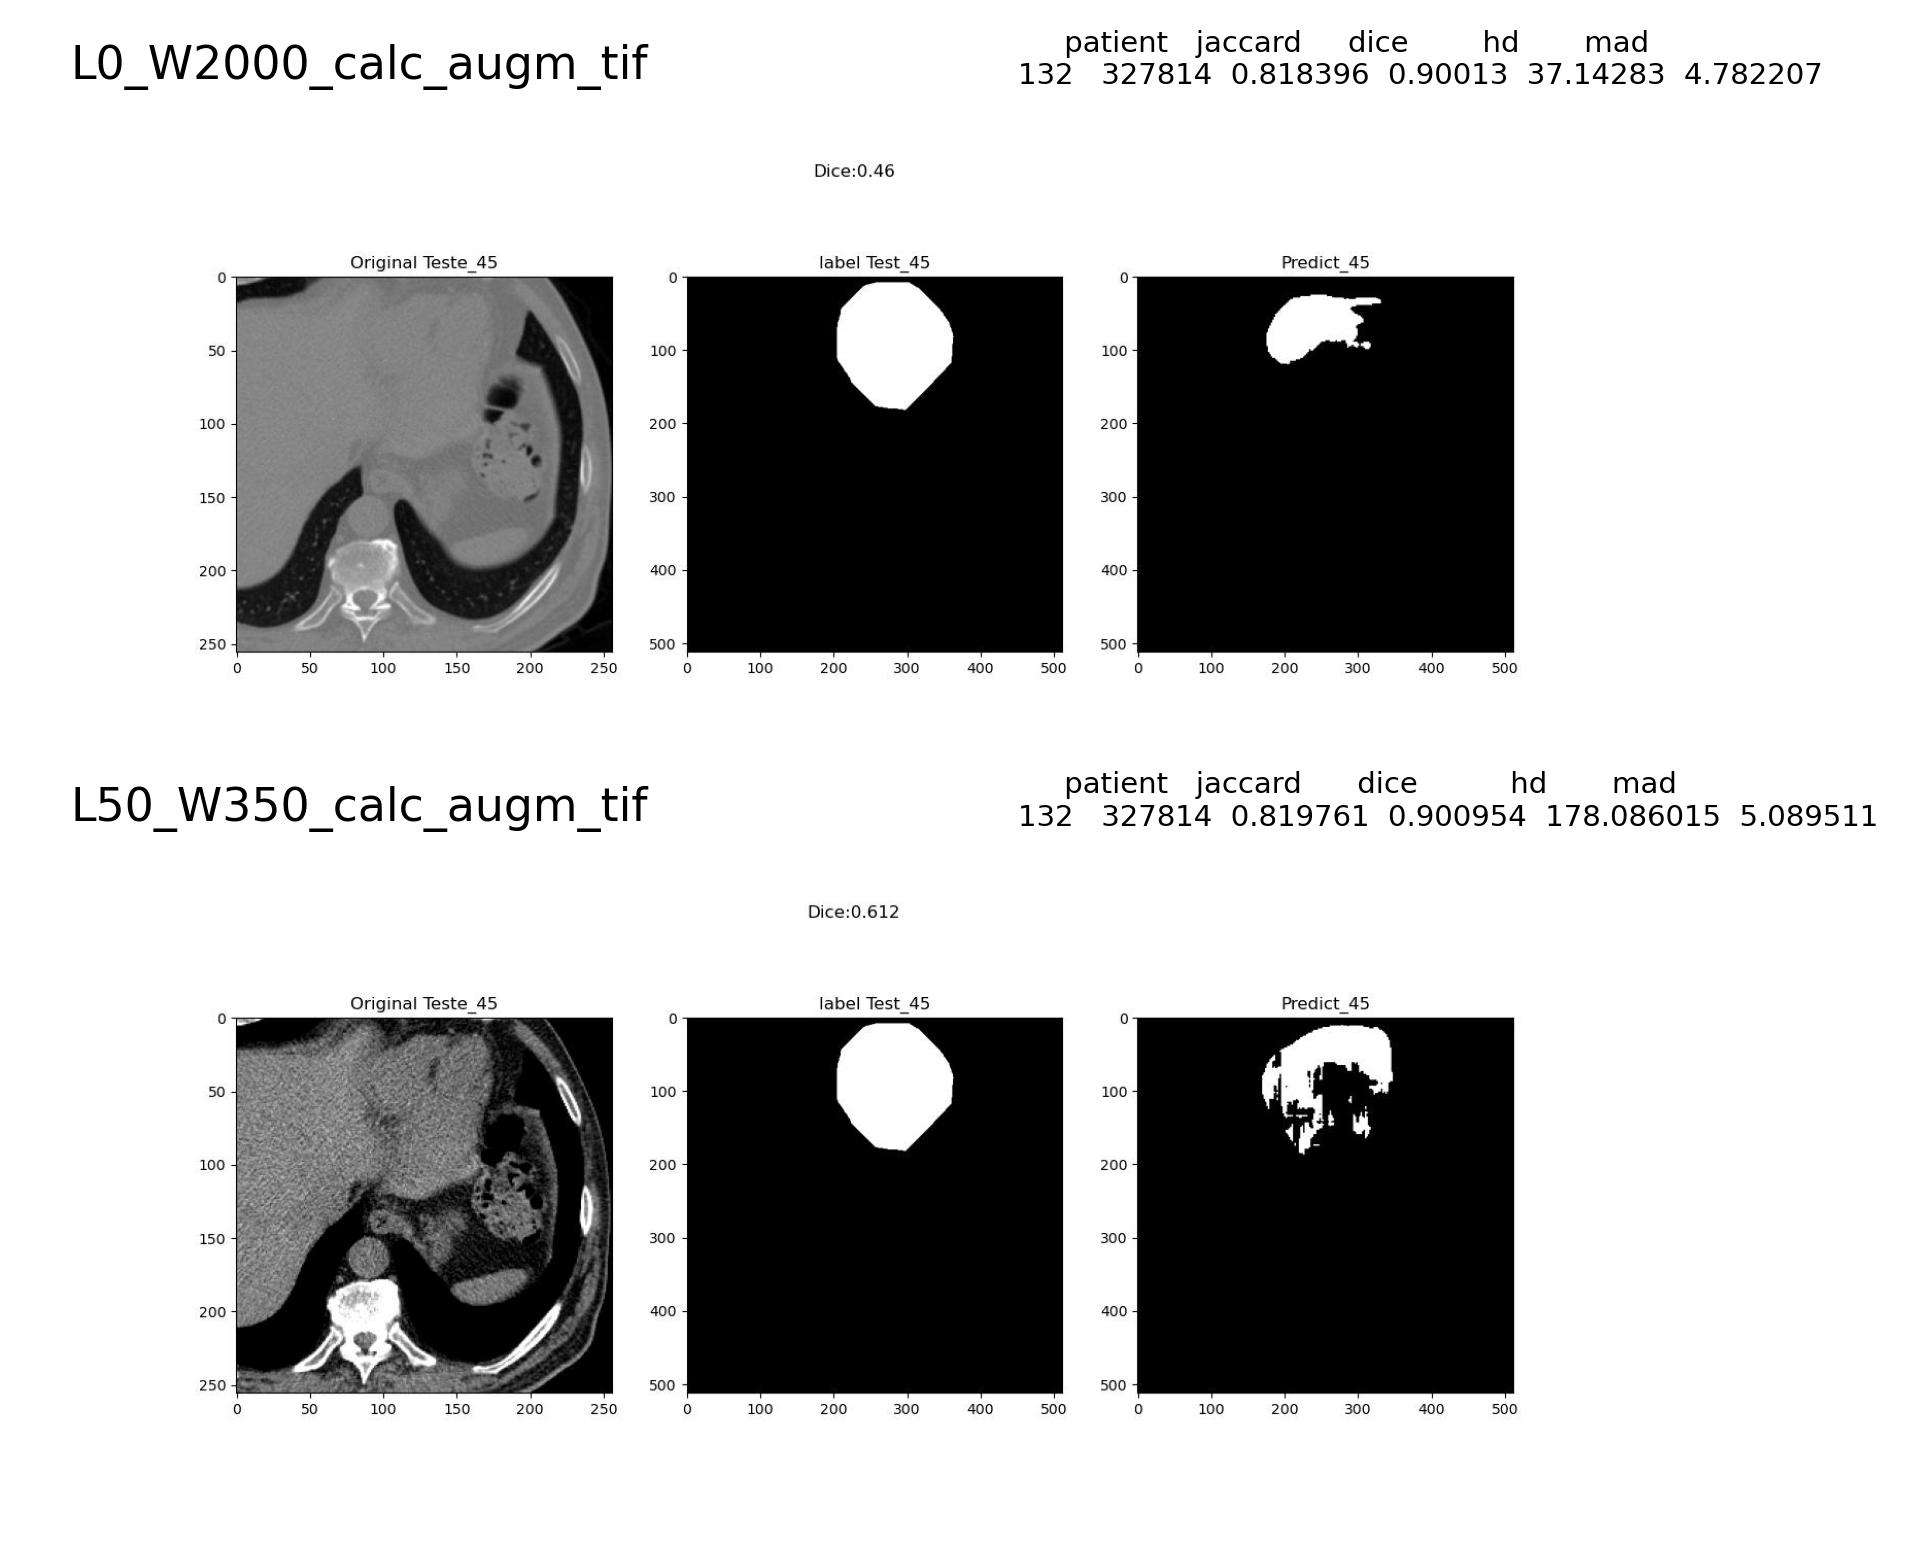 L0_W2000_calc_augm_tif
patient jaccard dice hd mad
132 327814 0.818396 0.90013 37.14283 4.782207
Dice:0.46
Original Teste_45
label Test_45
Predict_45
0
50
100
150
200
250
0 50 100 150 200 250
0
100
200
300
400
500
0 100 200 300 400 500
0
100
200
300
400
500
0 100 200 300 400 500
L50_W350_calc_augm_tif
patient jaccard dice hd mad
132 327814 0.819761 0.900954 178.086015 5.089511
Dice:0.612
Original Teste_45
label Test_45
Predict_45
0
50
100
150
200
250
0 50 100 150 200 250
0
100
200
300
400
500
0 100 200 300 400 500
0
100
200
300
400
500
0 100 200 300 400 500